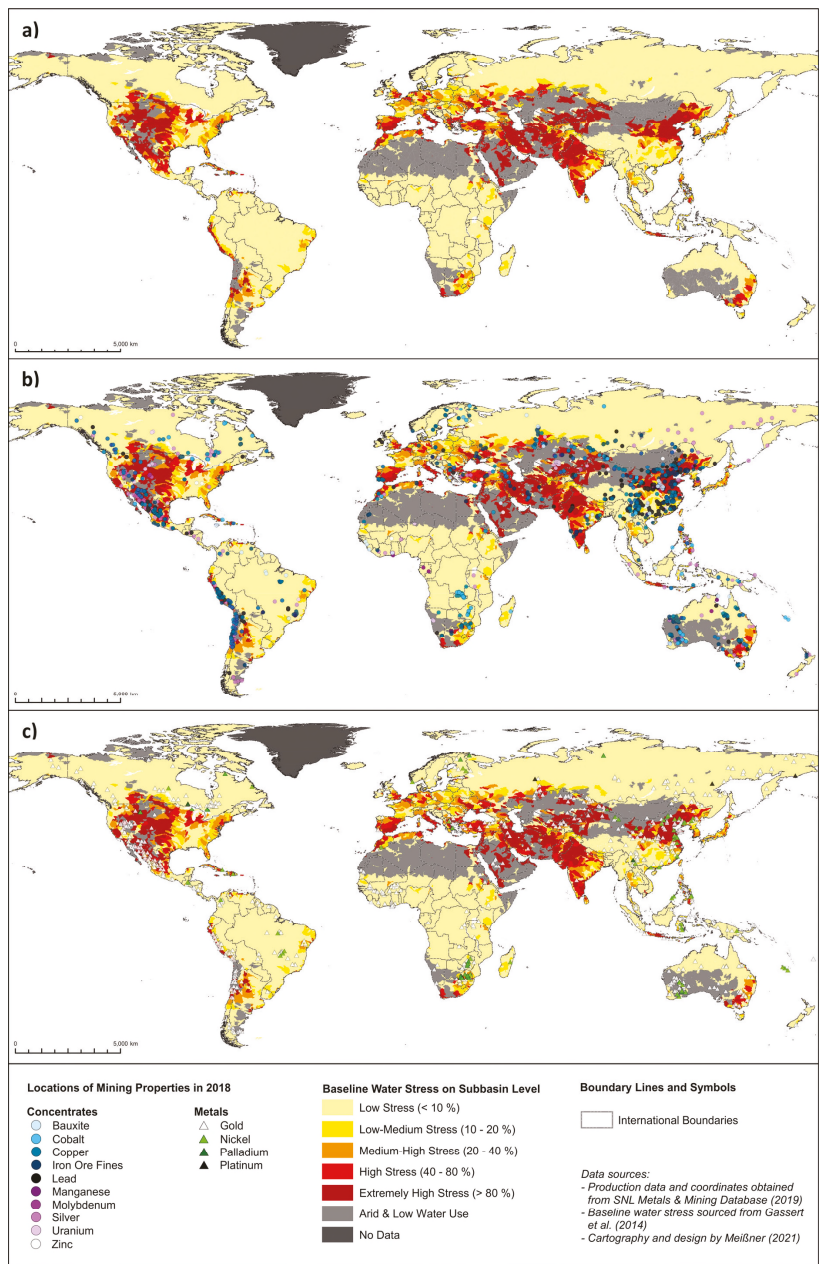 a)
0
5,000 km
b)
0
5,000 km
c)
0
5,000 km
Locations of Mining Properties in 2018
Concentrates
Bauxite
Cobalt
Copper
Iron Ore Fines
Lead
Manganese
Molybdenum
Silver
Uranium
Zinc
Metals
Gold
Nickel
Palladium
Platinum
Baseline Water Stress on Subbasin Level
Low Stress (< 10 %)
Low-Medium Stress (10 - 20 %)
Medium-High Stress (20 - 40 %)
High Stress (40 - 80 %)
Extremely High Stress (> 80 %)
Arid & Low Water Use
No Data
Boundary Lines and Symbols
International Boundaries
Data sources:
- Production data and coordinates obtained
from SNL Metals & Mining Database (2019)
- Baseline water stress sourced from Gassert
et al. (2014)
- Cartography and design by Meißner (2021)